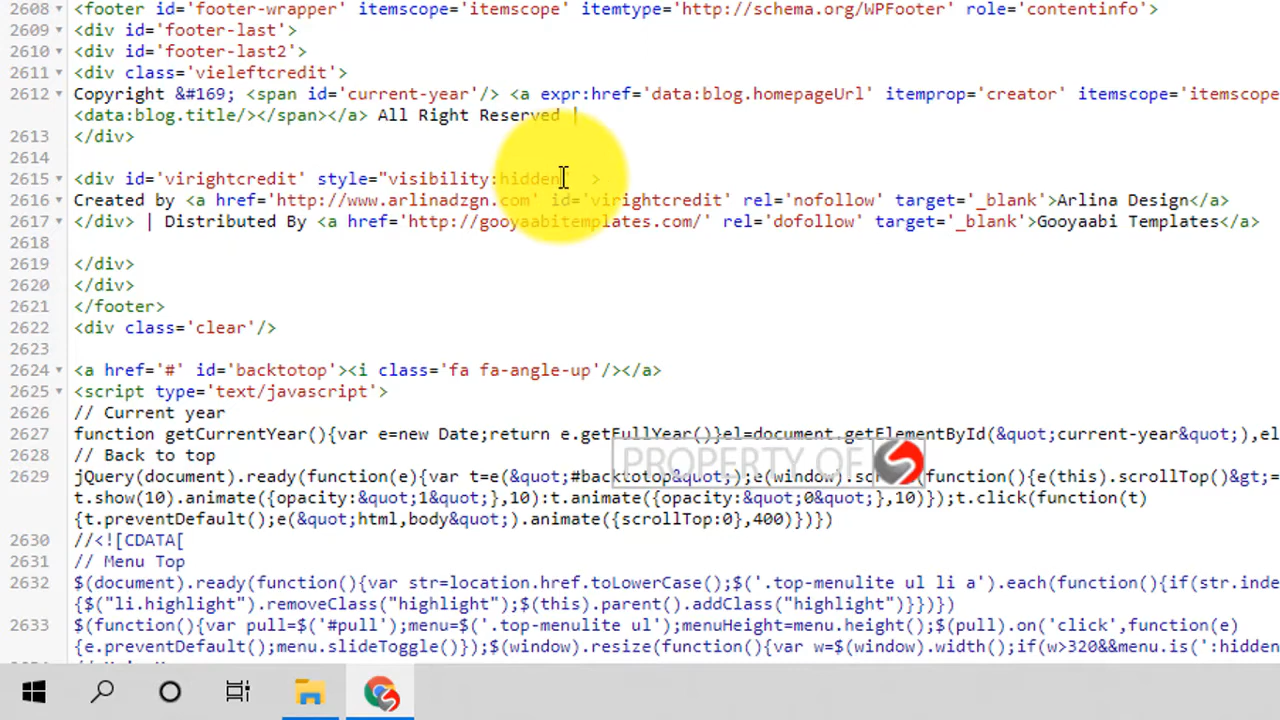 2608 <footer id='footer-wrapper' itemscope='itemscope' itemtype='http://schema.org/WPFooter' role='contentinfo'>
2609 <div id='footer-last'>
2610 <div id='footer-last2'>
2611 <div class='vieleftcredit'>
2612 Copyright &#169; <span id='current-year'/> <a expr:href='data:blog.homepageUrl' itemprop='creator' itemscope='itemscope
<data:blog.title/></span></a> All Right Reserved |
2613 </div>
2614
2615 <div id='virightcredit' style="visibility:hidden" >
2616 Created by <a href='http://www.arlinadzgn.com' id='virightcredit' rel='nofollow' target='_blank'>Arlina Design</a>
2617 </div> | Distributed By <a href='http://gooyaabitemplates.com/' rel='dofollow' target='_blank'>Gooyaabi Templates</a>
2618
2619 </div>
2620 </div>
2621 </footer>
2622 <div class='clear'/>
2623
2624 <a href='#' id='backtotop'><i class='fa fa-angle-up'/></a>
2625 <script type='text/javascript'>
2626 // Current year
2627 function getCurrentYear(){var e=new Date;return e.getFullYear()}el=document.getElementById(&quot;current-year&quot;),el
2628 // Back to top
2629 jQuery(document).ready(function(e){var t=e(&quot;#backtotop&quot;);e(window).scroll(function(){e(this).scrollTop()&gt;=
PROPERTY OF
t.show(10).animate({opacity:&quot;1&quot;},10):t.animate({opacity:&quot;0&quot;},10)});t.click(function(t)
{t.preventDefault();e(&quot;html,body&quot;).animate({scrollTop:0},400)})})
2630 //<![CDATA[
2631 // Menu Top
2632 $(document).ready(function(){var str=location.href.toLowerCase();$('.top-menulite ul li a').each(function(){if(str.inde
{$("li.highlight").removeClass("highlight");$(this).parent().addClass("highlight")}})})
2633 $(function(){var pull=$('#pull');menu=$('.top-menulite ul');menuHeight=menu.height();$(pull).on('click',function(e)
{e.preventDefault();menu.slideToggle()});$(window).resize(function(){var w=$(window).width();if(w>320&&menu.is(':hidden